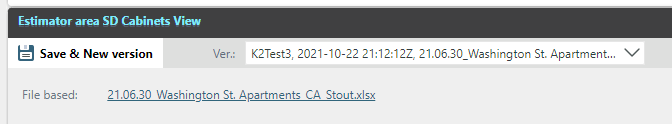 Estimator area SD Cabinets View
Save & New version Ver.: K2Test3, 2021-10-22 21:12:12Z, 21.06.30_Washington St. Apartment...
File based: 21.06.30_Washington St. Apartments_CA_Stout.xlsx